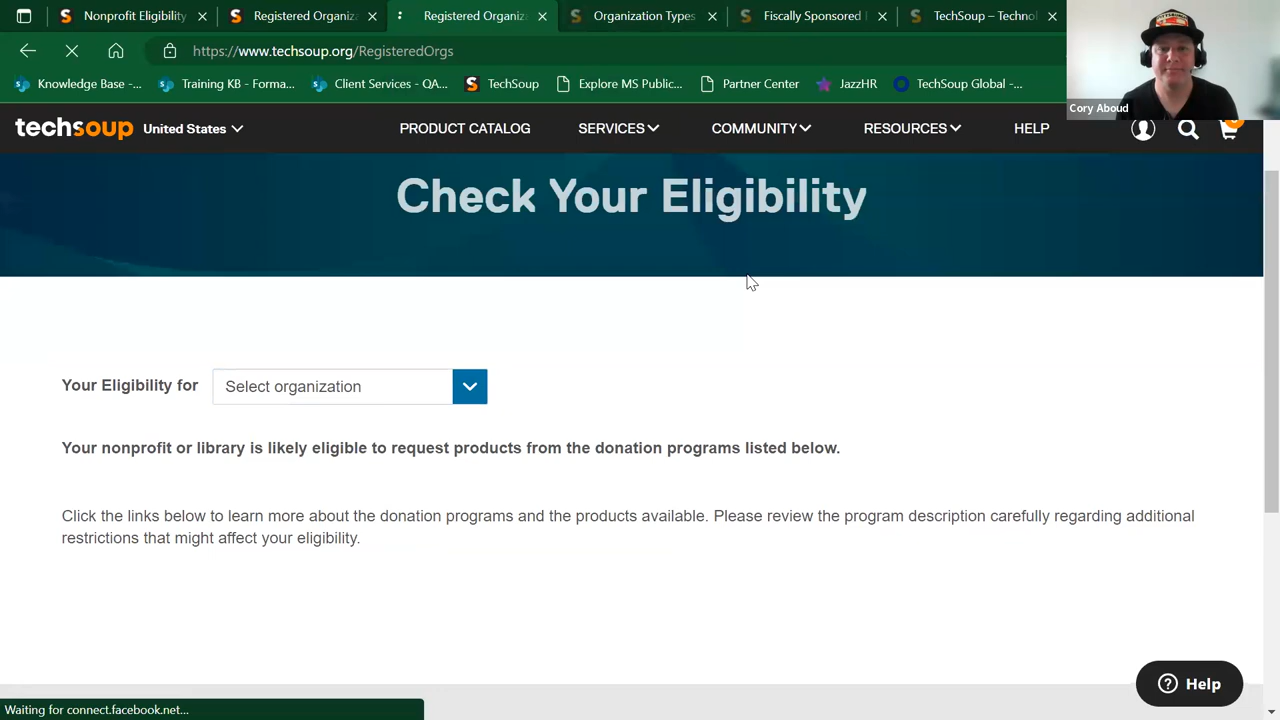 Nonprofit Eligibility
Registered Organiz
Registered Organiz
Organization Types
Fiscally Sponsored
TechSoup – Technol
https://www.techsoup.org/RegisteredOrgs
Knowledge Base -...
Training KB - Forma...
Client Services - QA...
TechSoup
Explore MS Public...
Partner Center
JazzHR
TechSoup Global -...
Cory Aboud
techsoup
United States
PRODUCT CATALOG
SERVICES
COMMUNITY
RESOURCES
HELP
Check Your Eligibility
Your Eligibility for
Select organization
Your nonprofit or library is likely eligible to request products from the donation programs listed below.
Click the links below to learn more about the donation programs and the products available. Please review the program description carefully regarding additional
restrictions that might affect your eligibility.
Help
Waiting for connect.facebook.net...